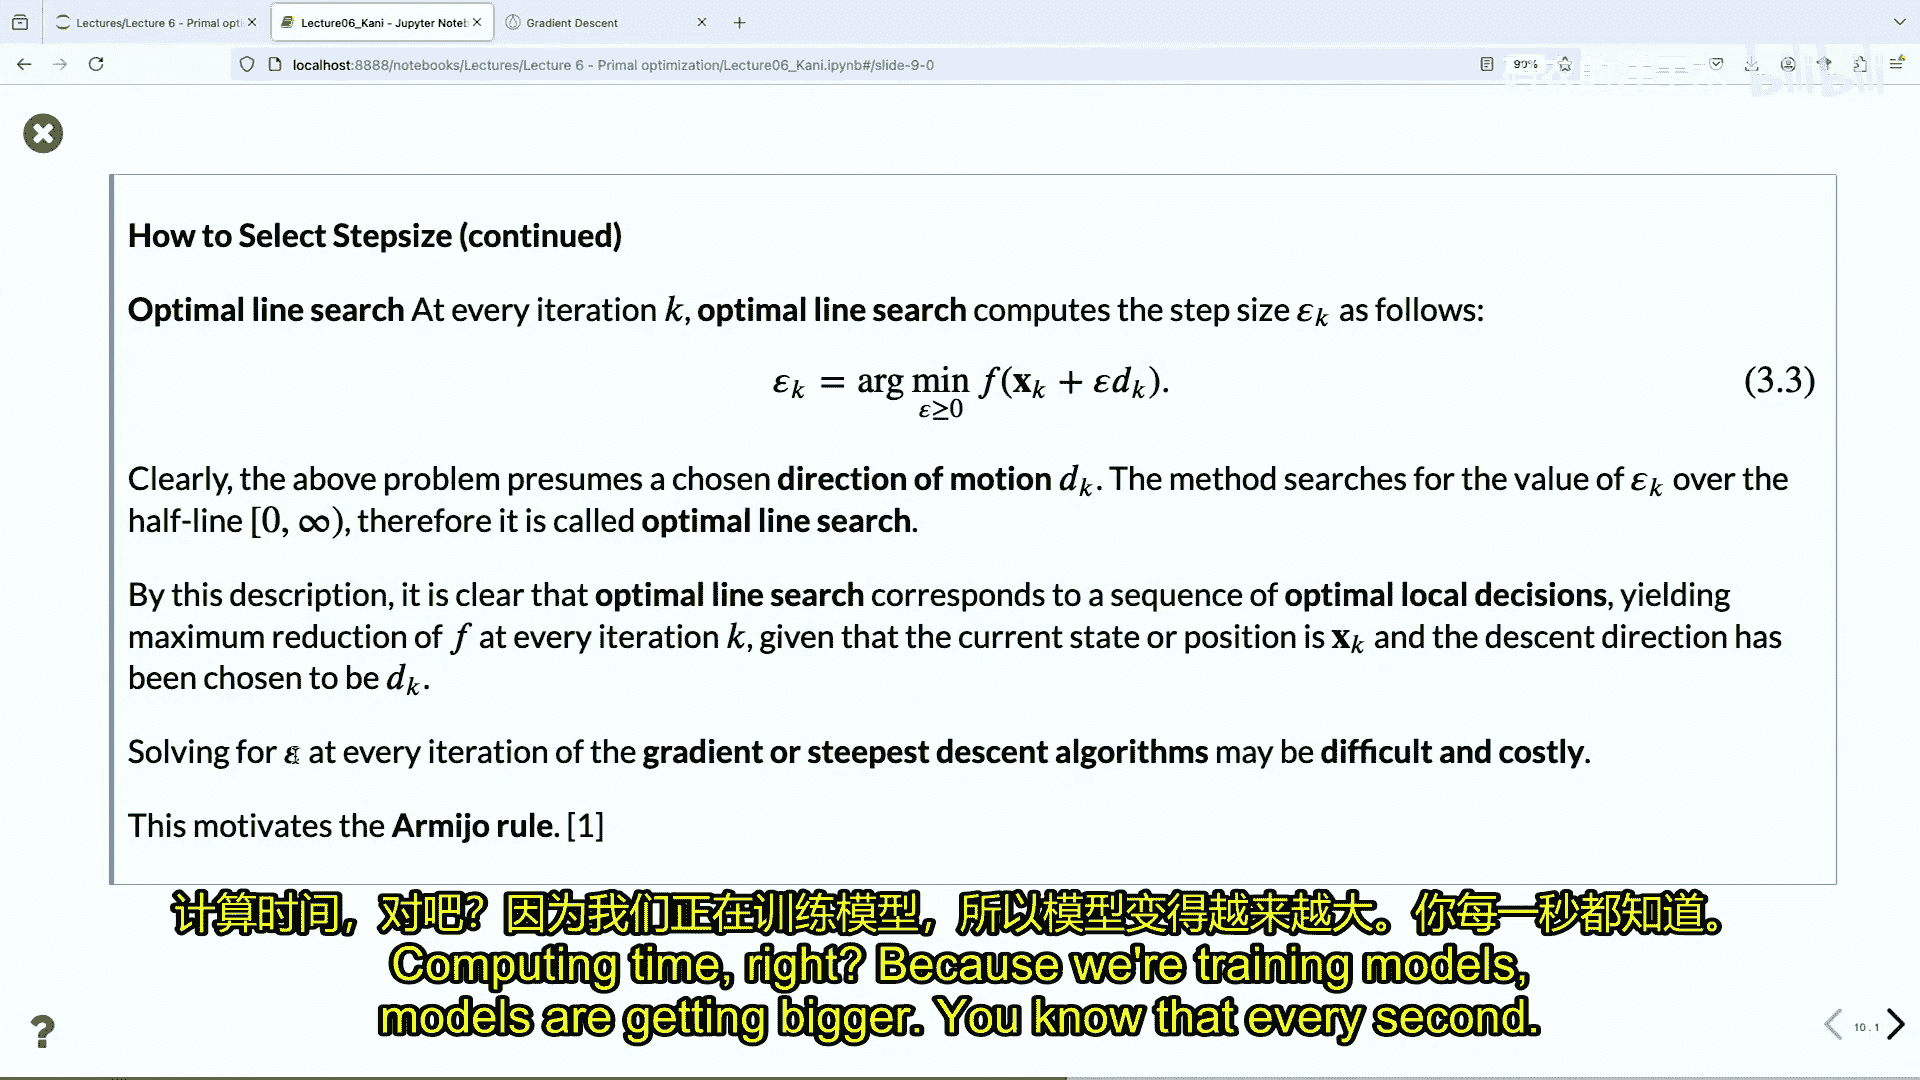 Lectures/Lecture 6 - Primal opti
Lecture06_Kani - Jupyter Noteb
Gradient Descent
localhost:8888/notebooks/Lectures/Lecture 6 - Primal optimization/Lecture06_Kani.ipynb#/slide-9-0
90%
How to Select Stepsize (continued)
Optimal line search At every iteration k, optimal line search computes the step size εₖ as follows:
εₖ = arg min f(xₖ + εdₖ). (3.3)
ε≥0
Clearly, the above problem presumes a chosen direction of motion dₖ. The method searches for the value of εₖ over the
half-line [0, ∞), therefore it is called optimal line search.
By this description, it is clear that optimal line search corresponds to a sequence of optimal local decisions, yielding
maximum reduction of f at every iteration k, given that the current state or position is xₖ and the descent direction has
been chosen to be dₖ.
Solving for ε at every iteration of the gradient or steepest descent algorithms may be difficult and costly.
This motivates the Armijo rule. [1]
计算时间，对吧？因为我们正在训练模型，所以模型变得越来越大。你每一秒都知道。
Computing time, right? Because we're training models,
models are getting bigger. You know that every second.
?
10.1